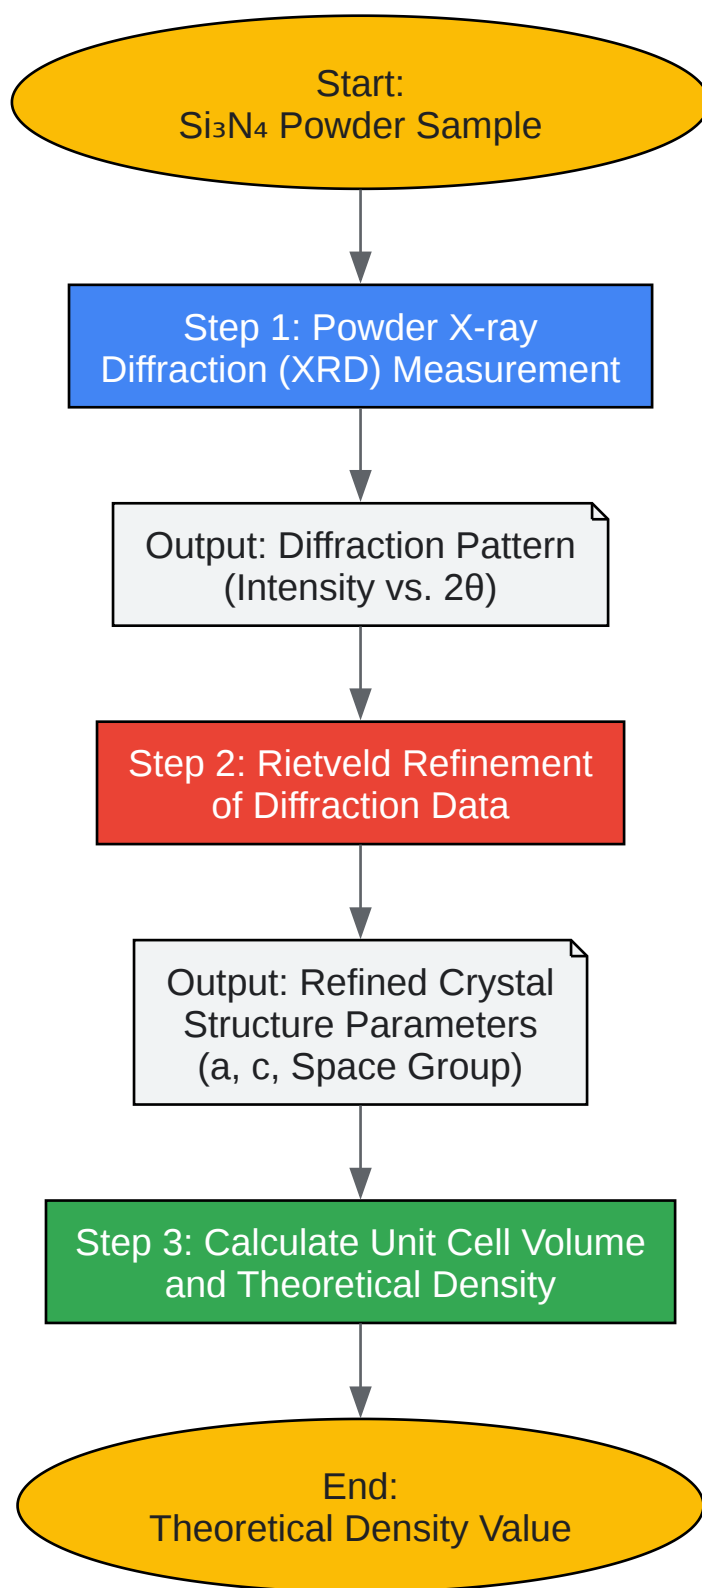 Start:
Si₃N₄ Powder Sample
Step 1: Powder X-ray
Diffraction (XRD) Measurement
Output: Diffraction Pattern
(Intensity vs. 2θ)
Step 2: Rietveld Refinement
of Diffraction Data
Output: Refined Crystal
Structure Parameters
(a, c, Space Group)
Step 3: Calculate Unit Cell Volume
and Theoretical Density
End:
Theoretical Density Value